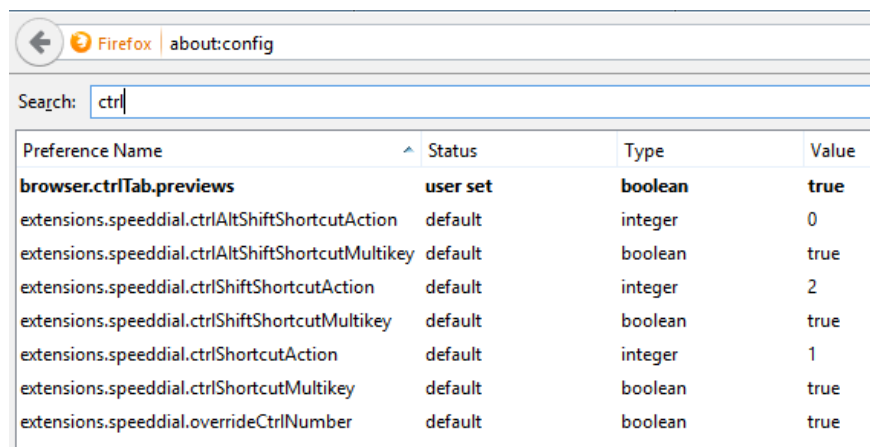 Firefox about:config
Search: ctrl
Preference Name Status Type Value
browser.ctrlTab.previews user set boolean true
extensions.speeddial.ctrlAltShiftShortcutAction default integer 0
extensions.speeddial.ctrlAltShiftShortcutMultikey default boolean true
extensions.speeddial.ctrlShiftShortcutAction default integer 2
extensions.speeddial.ctrlShiftShortcutMultikey default boolean true
extensions.speeddial.ctrlShortcutAction default integer 1
extensions.speeddial.ctrlShortcutMultikey default boolean true
extensions.speeddial.overrideCtrlNumber default boolean true